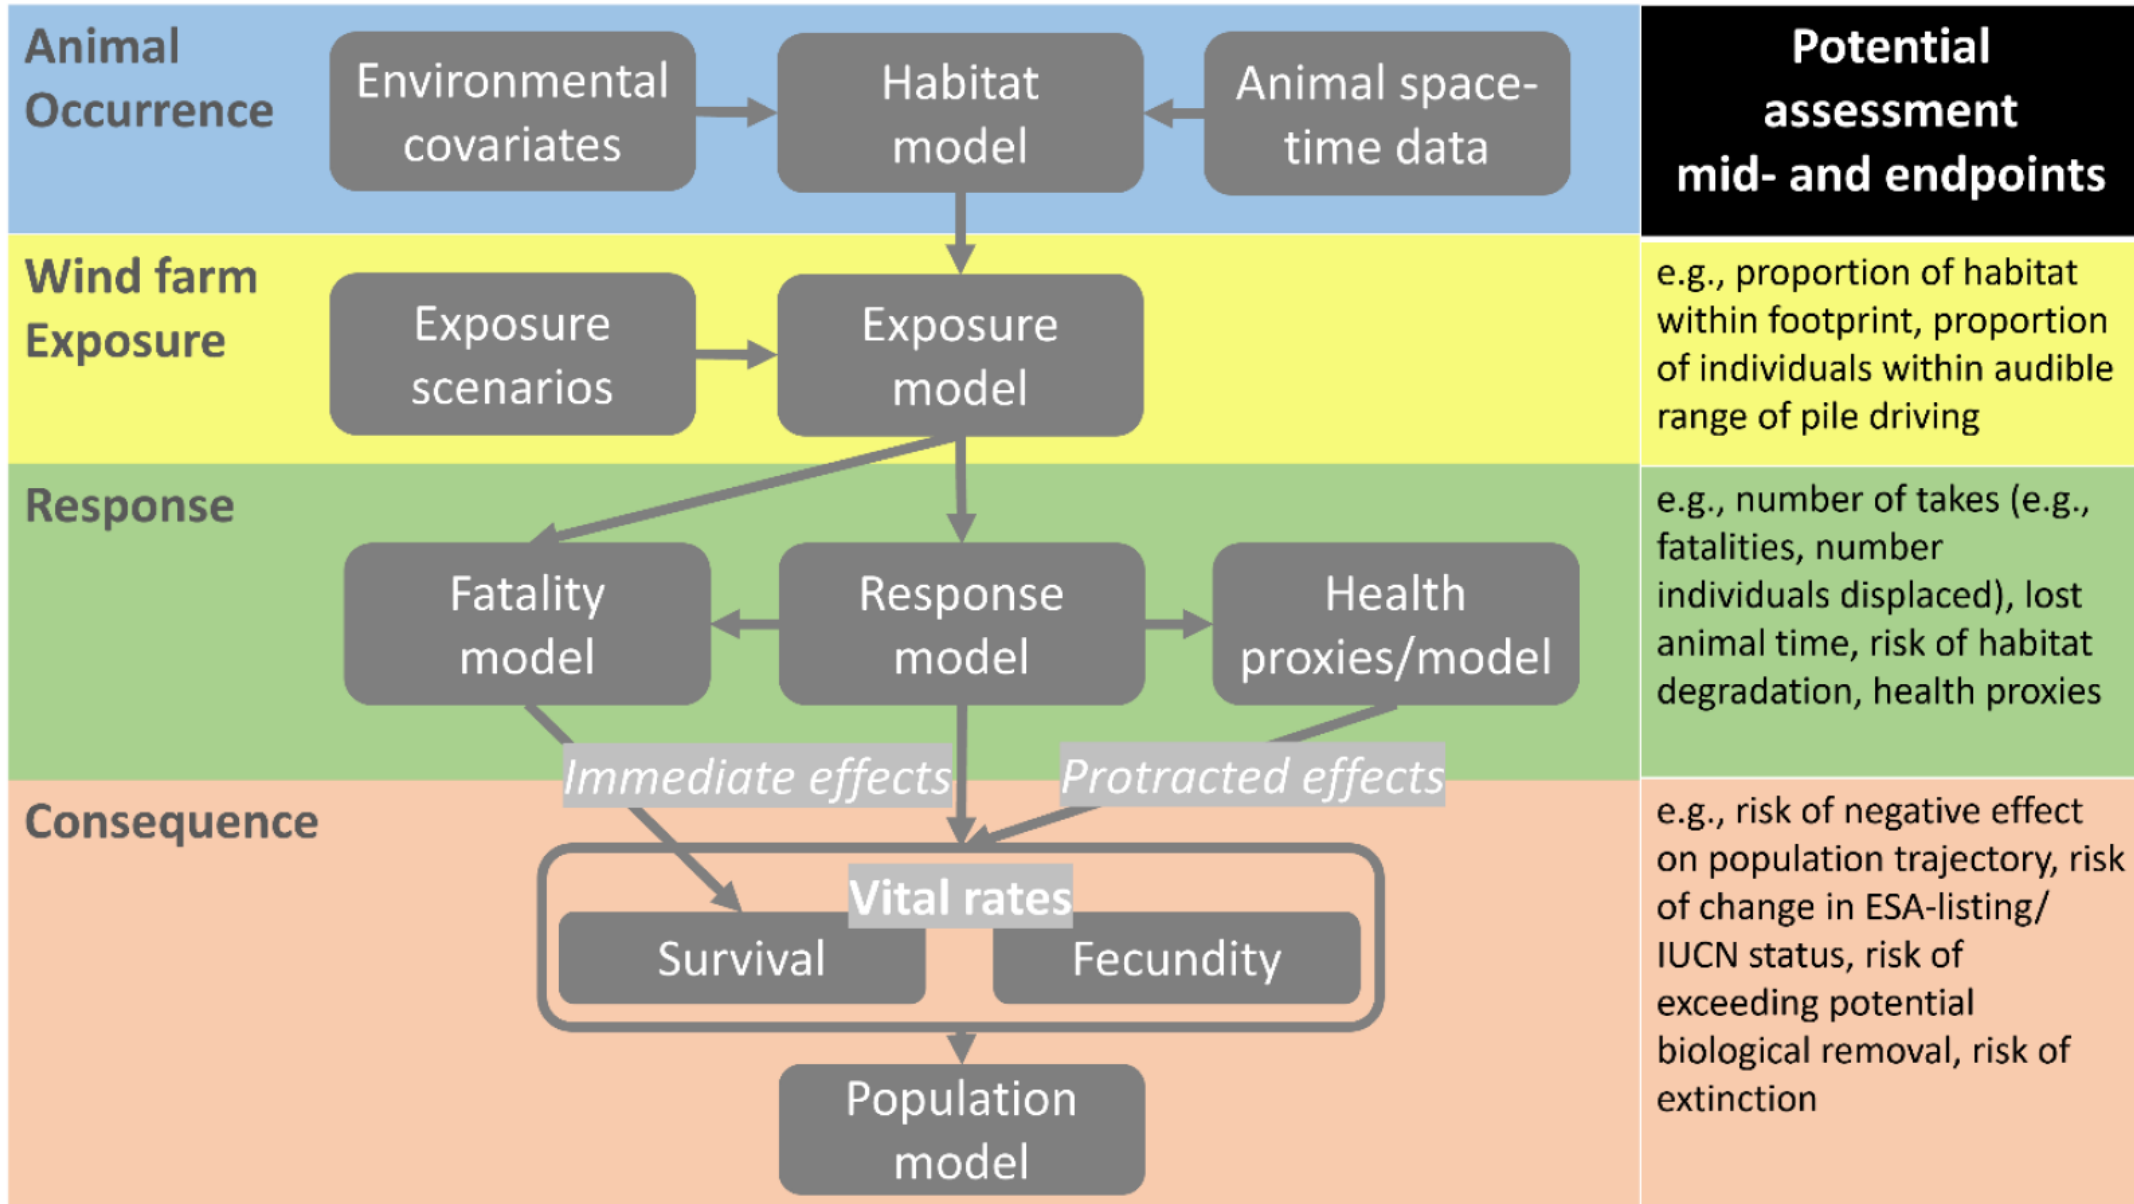 Animal
Occurrence
Environmental
covariates
Habitat
model
Animal space-
time data
Potential
assessment
mid- and endpoints
Wind farm
Exposure
Exposure
scenarios
Exposure
model
e.g., proportion of habitat
within footprint, proportion
of individuals within audible
range of pile driving
Response
Fatality
model
Response
model
Health
proxies/model
e.g., number of takes (e.g.,
fatalities, number
individuals displaced), lost
animal time, risk of habitat
degradation, health proxies
Immediate effects
Protracted effects
Consequence
Vital rates
Survival
Fecundity
Population
model
e.g., risk of negative effect
on population trajectory, risk
of change in ESA-listing/
IUCN status, risk of
exceeding potential
biological removal, risk of
extinction